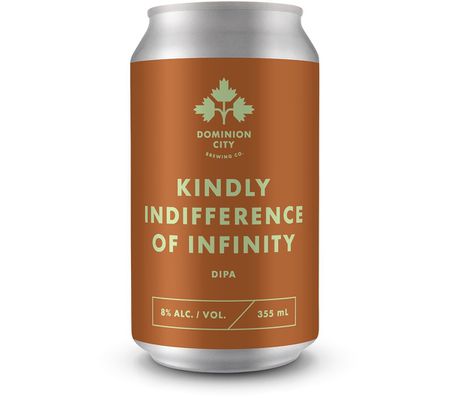 DOMINION
CITY
BREWING CO.
KINDLY
INDIFFERENCE
OF INFINITY
DIPA
8% ALC. / VOL. 355 mL